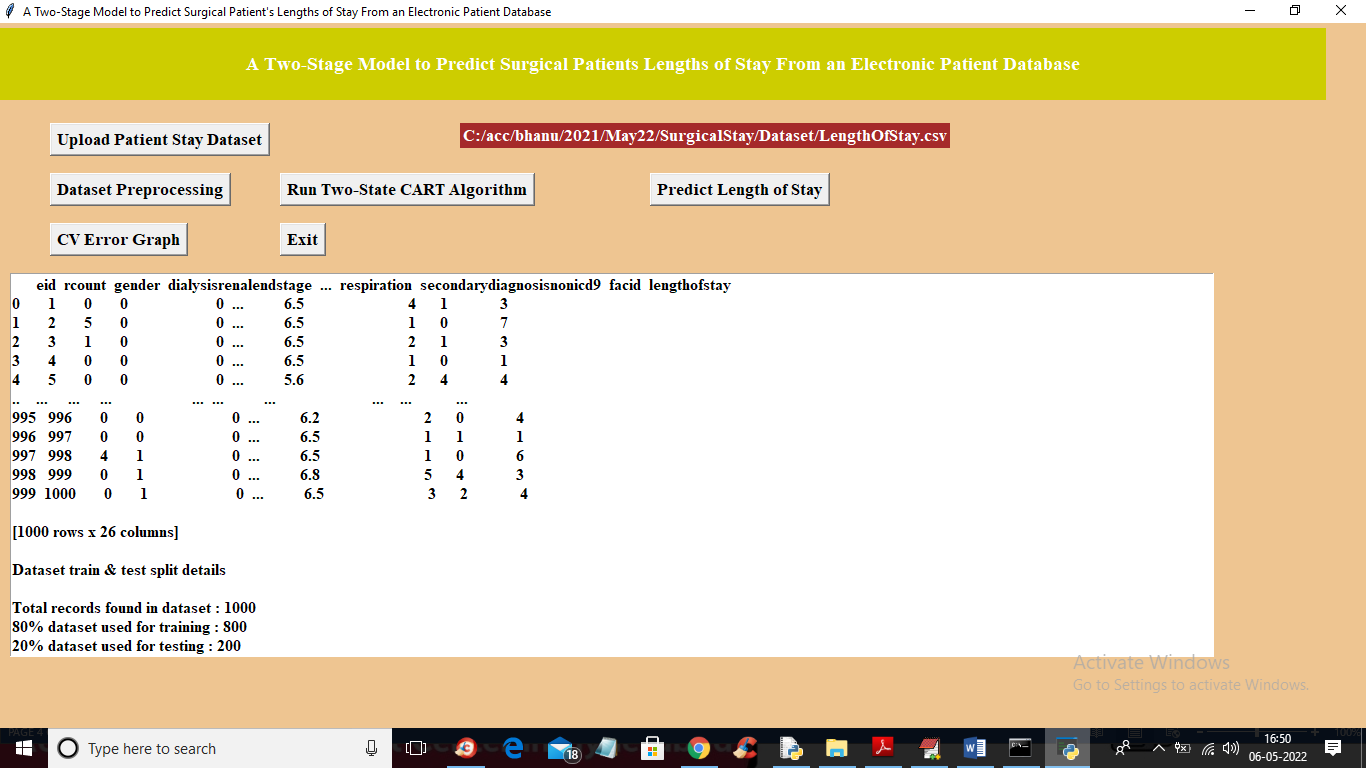 A Two-Stage Model to Predict Surgical Patient's Lengths of Stay From an Electronic Patient Database
A Two-Stage Model to Predict Surgical Patients Lengths of Stay From an Electronic Patient Database
Upload Patient Stay Dataset
C:/acc/bhanu/2021/May22/SurgicalStay/Dataset/LengthOfStay.csv
Dataset Preprocessing
Run Two-State CART Algorithm
Predict Length of Stay
CV Error Graph
Exit
eid rcount gender dialysisrenalendstage ... respiration secondarydiagnosisnonicd9 facid lengthofstay
0 1 0 0 0 ... 6.5 4 1 3
1 2 5 0 0 ... 6.5 1 0 7
2 3 1 0 0 ... 6.5 2 1 3
3 4 0 0 0 ... 6.5 1 0 1
4 5 0 0 0 ... 5.6 2 4 4
.. ... ... ... ... ... ... ... ... ...
995 996 0 0 0 ... 6.2 2 0 4
996 997 0 0 0 ... 6.5 1 1 1
997 998 4 1 0 ... 6.5 1 0 6
998 999 0 1 0 ... 6.8 5 4 3
999 1000 0 1 0 ... 6.5 3 2 4
[1000 rows x 26 columns]
Dataset train & test split details
Total records found in dataset : 1000
80% dataset used for training : 800
20% dataset used for testing : 200
Activate Windows
Go to Settings to activate Windows.
Type here to search
18
16:50
06-05-2022